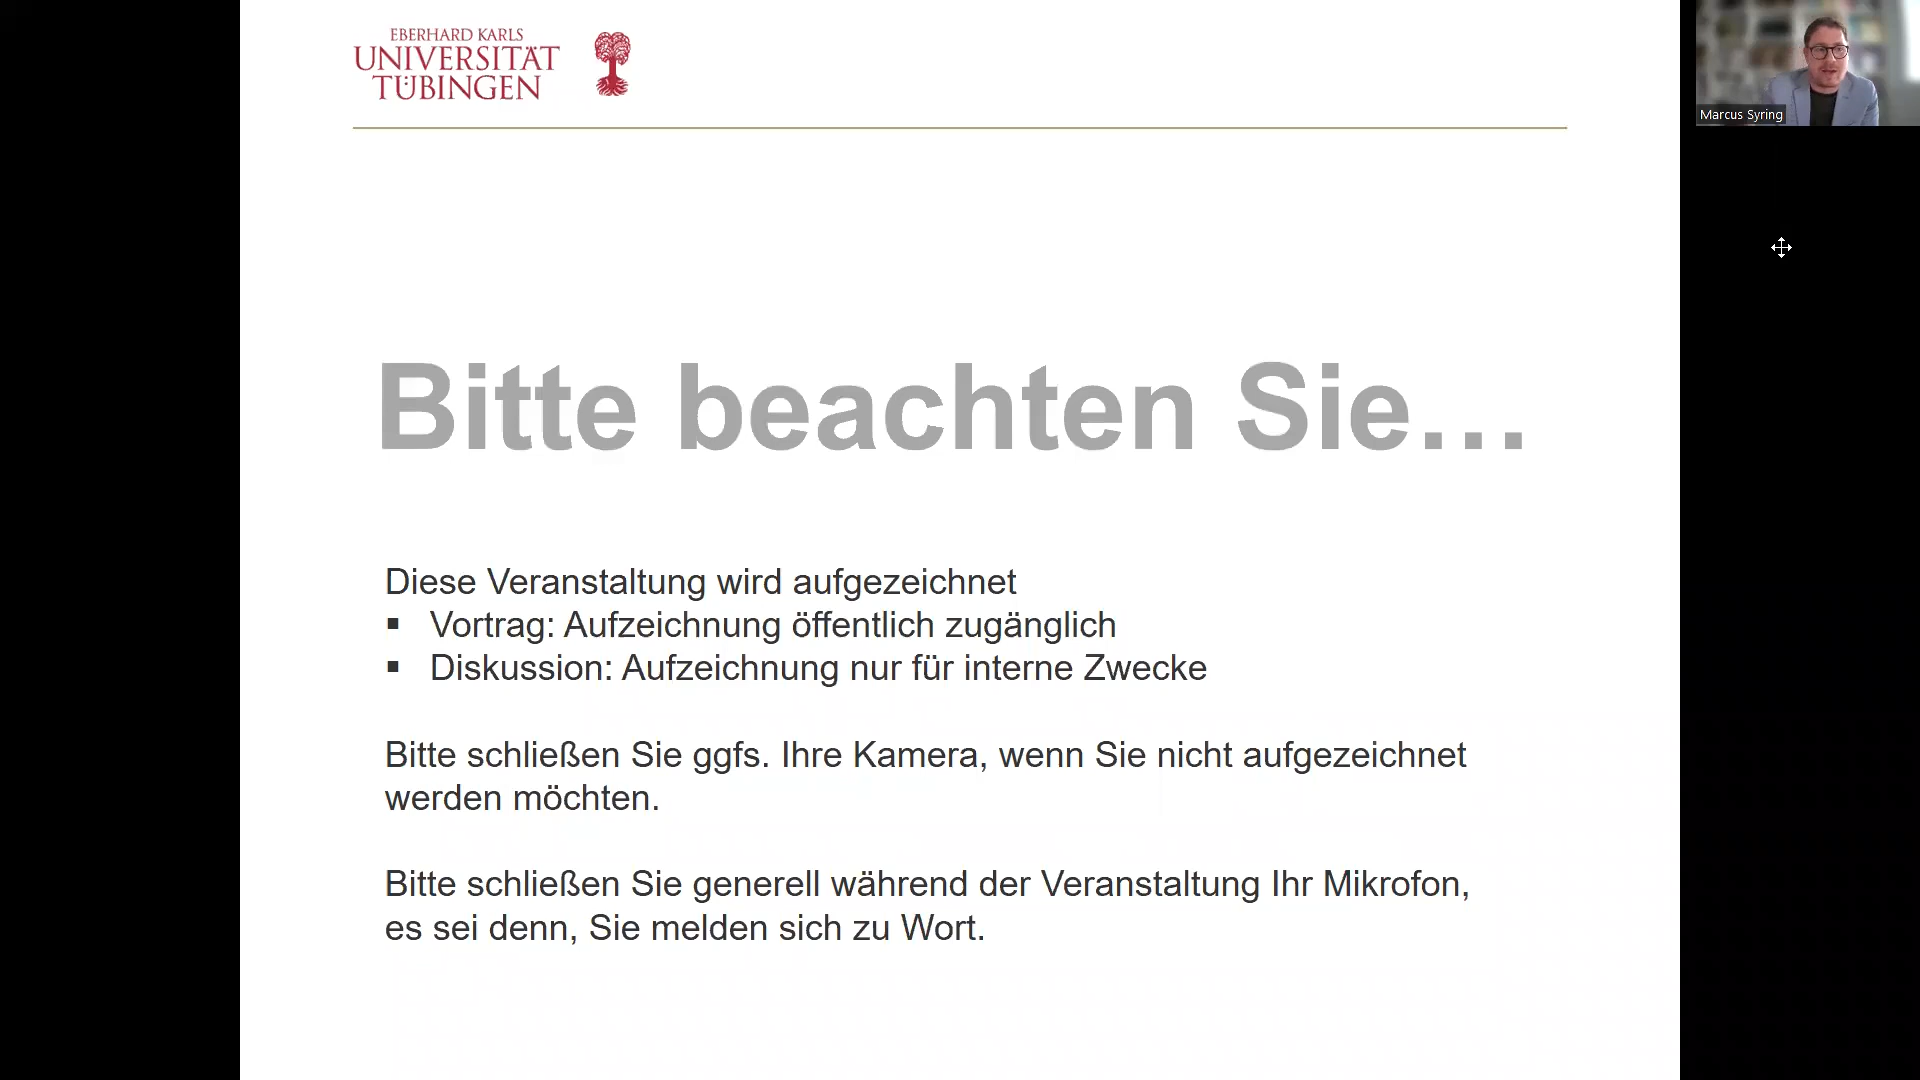 EBERHARD KARLS
UNIVERSITÄT
TÜBINGEN
Marcus Syring
Bitte beachten Sie…
Diese Veranstaltung wird aufgezeichnet
▪ Vortrag: Aufzeichnung öffentlich zugänglich
▪ Diskussion: Aufzeichnung nur für interne Zwecke
Bitte schließen Sie ggfs. Ihre Kamera, wenn Sie nicht aufgezeichnet
werden möchten.
Bitte schließen Sie generell während der Veranstaltung Ihr Mikrofon,
es sei denn, Sie melden sich zu Wort.